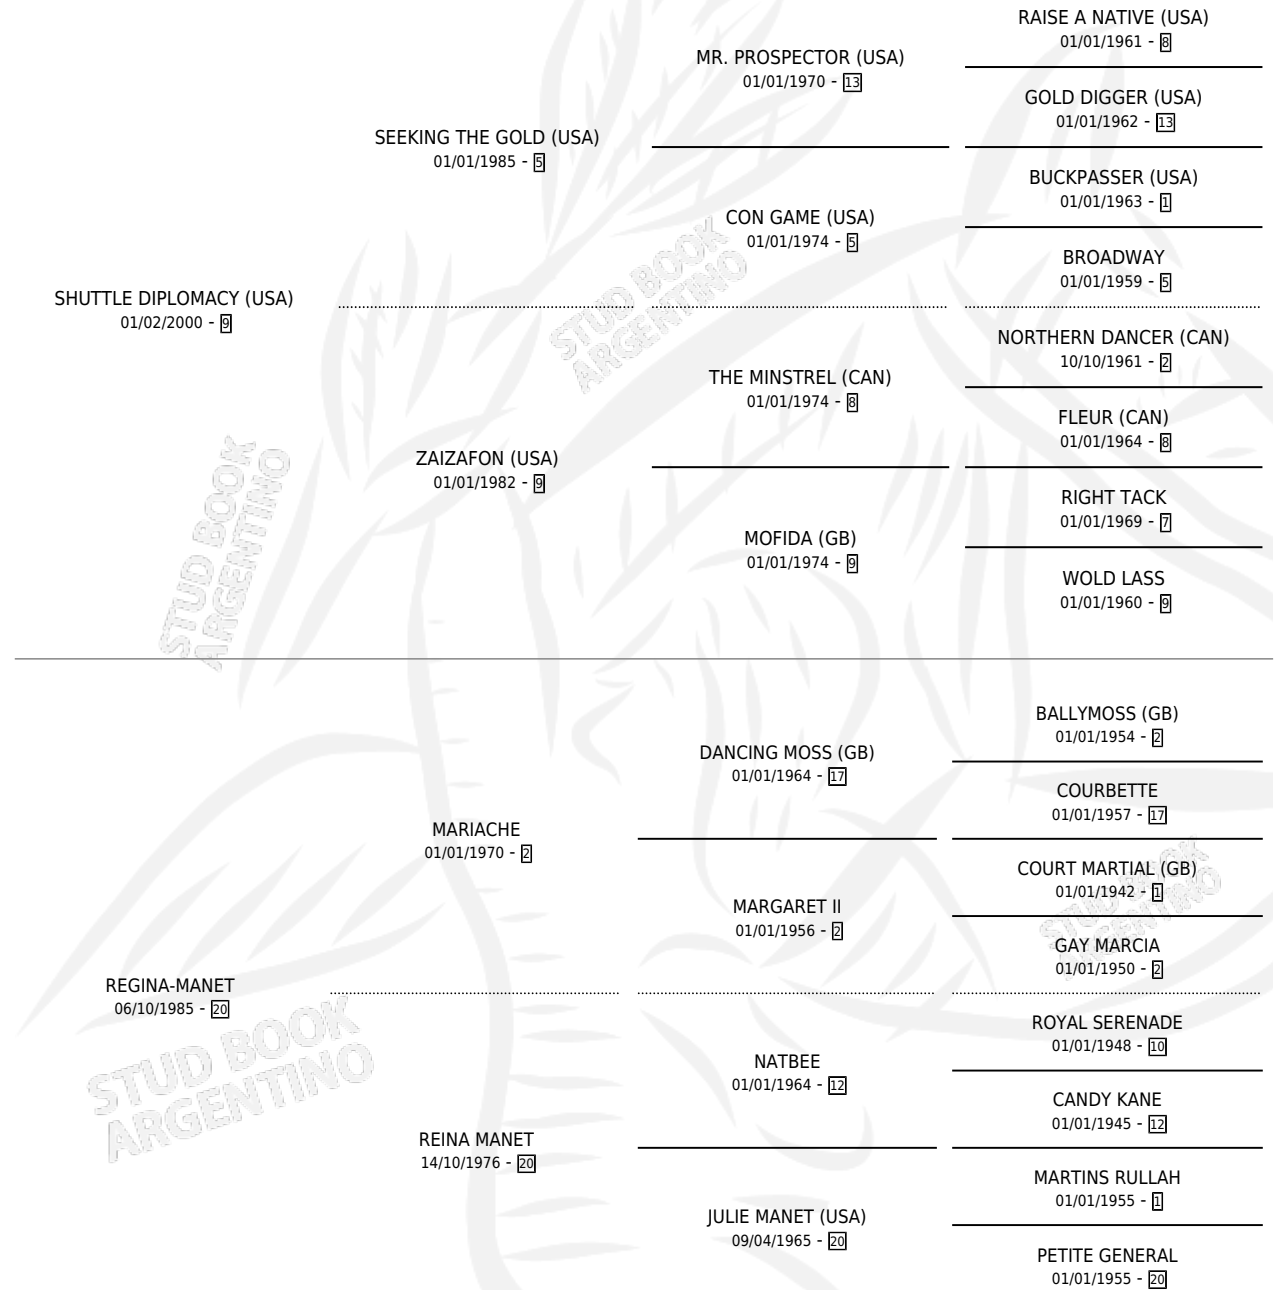 RAISE A NATIVE (USA)
01/01/1961 - 8
MR. PROSPECTOR (USA)
01/01/1970 - 13
GOLD DIGGER (USA)
01/01/1962 - 13
SEEKING THE GOLD (USA)
01/01/1985 - 5
BUCKPASSER (USA)
01/01/1963 - 1
CON GAME (USA)
01/01/1974 - 5
BROADWAY
01/01/1959 - 5
SHUTTLE DIPLOMACY (USA)
01/02/2000 - 9
NORTHERN DANCER (CAN)
10/10/1961 - 2
THE MINSTREL (CAN)
01/01/1974 - 8
FLEUR (CAN)
01/01/1964 - 8
ZAIZAFON (USA)
01/01/1982 - 9
RIGHT TACK
01/01/1969 - 7
MOFIDA (GB)
01/01/1974 - 9
WOLD LASS
01/01/1960 - 9
STUD BOOK
ARGENTINO
STUD BOOK
ARGENTINO
BALLYMOSS (GB)
01/01/1954 - 2
DANCING MOSS (GB)
01/01/1964 - 17
COURBETTE
01/01/1957 - 17
MARIACHE
01/01/1970 - 2
COURT MARTIAL (GB)
01/01/1942 - 1
MARGARET II
01/01/1956 - 2
GAY MARCIA
01/01/1950 - 2
REGINA-MANET
06/10/1985 - 20
ROYAL SERENADE
01/01/1948 - 10
NATBEE
01/01/1964 - 12
CANDY KANE
01/01/1945 - 12
REINA MANET
14/10/1976 - 20
MARTINS RULLAH
01/01/1955 - 1
JULIE MANET (USA)
09/04/1965 - 20
PETITE GENERAL
01/01/1955 - 20
STUD BOOK
ARGENTINO
STUD BOOK
ARGENTINO